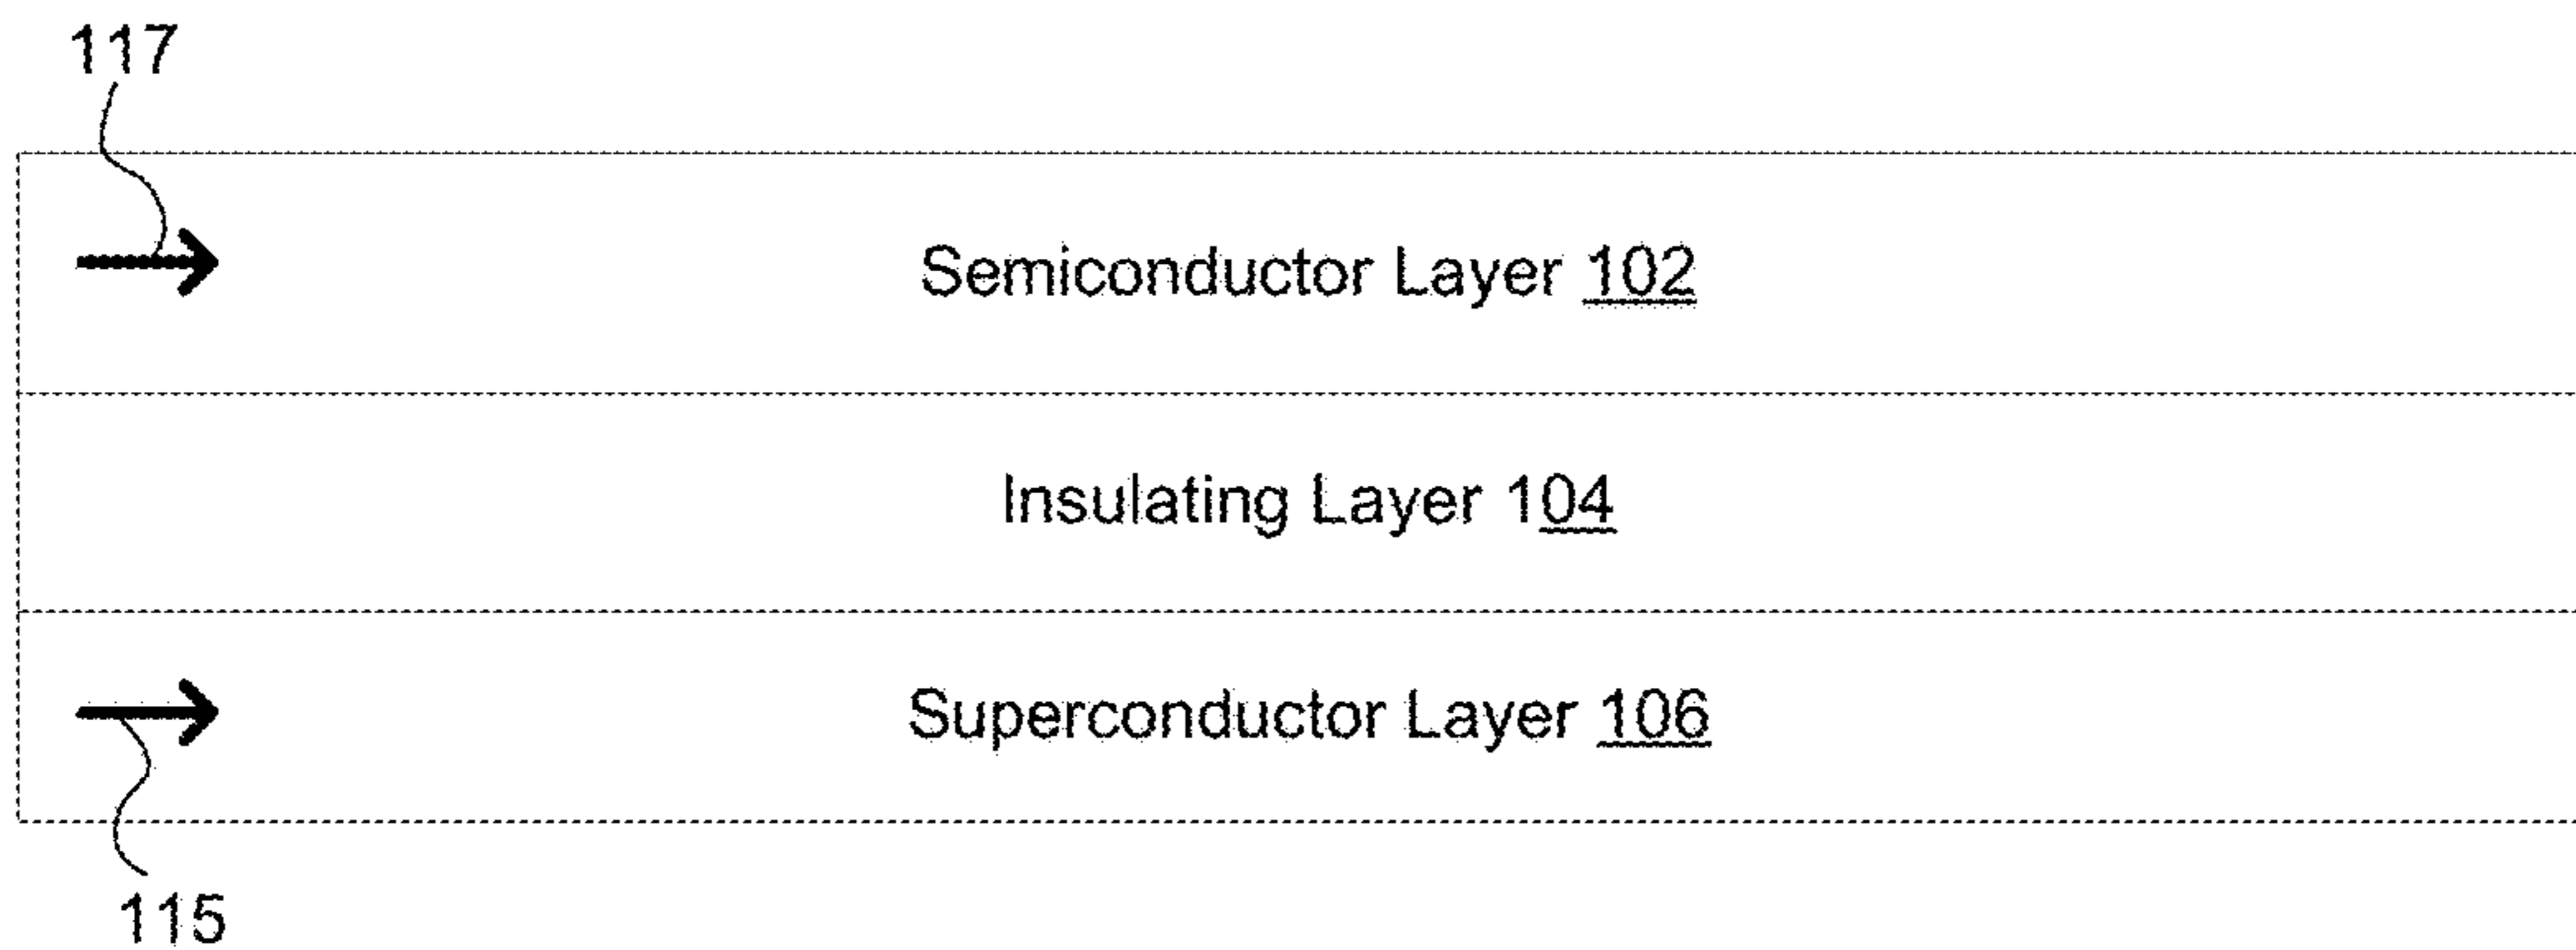 117
Semiconductor Layer 102
Insulating Layer 104
Superconductor Layer 106
115